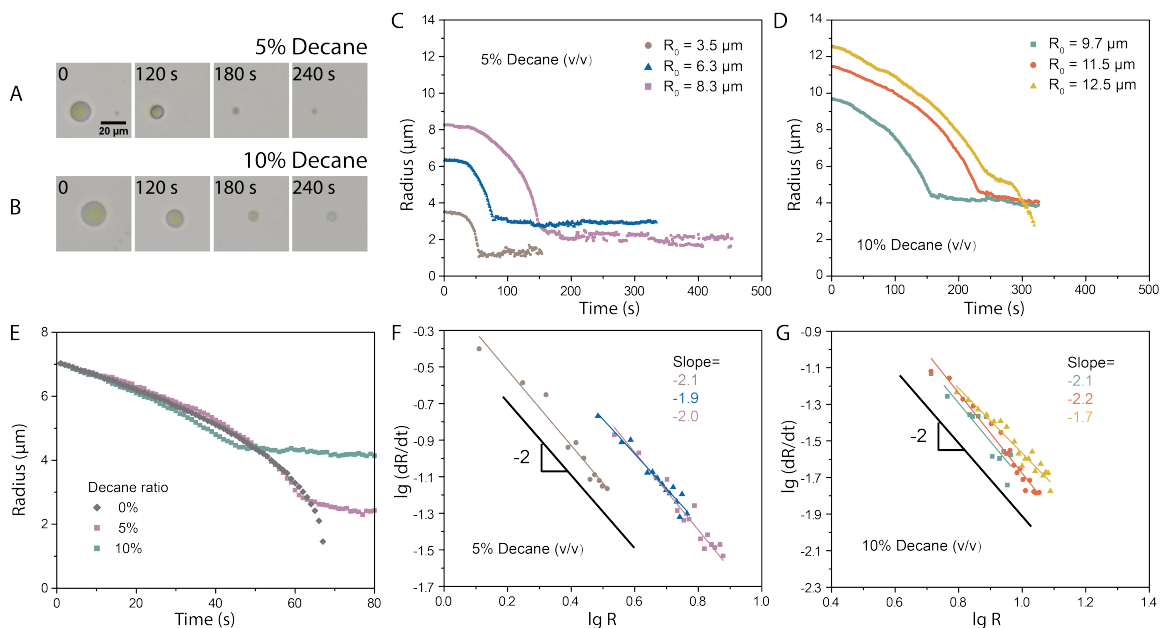 5% Decane
A
0
120 s
180 s
240 s
20 µm
10% Decane
B
0
120 s
180 s
240 s
C
14
12
10
8
6
4
2
0
Radius (µm)
0 100 200 300 400 500
Time (s)
5% Decane (v/v)
R₀ = 3.5 µm
R₀ = 6.3 µm
R₀ = 8.3 µm
D
14
12
10
8
6
4
2
0
Radius (µm)
0 100 200 300 400 500
Time (s)
10% Decane (v/v)
R₀ = 9.7 µm
R₀ = 11.5 µm
R₀ = 12.5 µm
E
8
6
4
2
0
Radius (µm)
Decane ratio
0%
5%
10%
0 20 40 60 80
Time (s)
F
-0.3
-0.5
-0.7
-0.9
-1.1
-1.3
-1.5
-1.7
lg (dR/dt)
Slope=
-2.1
-1.9
-2.0
-2
5% Decane (v/v)
0.0 0.2 0.4 0.6 0.8 1.0
lg R
G
-0.9
-1.1
-1.3
-1.5
-1.7
-1.9
-2.1
-2.3
lg (dR/dt)
Slope=
-2.1
-2.2
-1.7
-2
10% Decane (v/v)
0.4 0.6 0.8 1.0 1.2 1.4
lg R